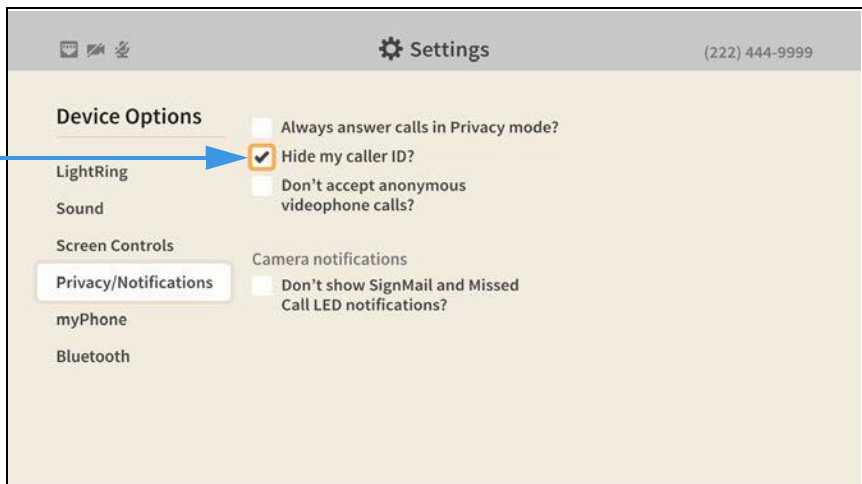 Settings
(222) 444-9999
Device Options
LightRing
Sound
Screen Controls
Privacy/Notifications
myPhone
Bluetooth
Always answer calls in Privacy mode?
Hide my caller ID?
Don't accept anonymous
videophone calls?
Camera notifications
Don't show SignMail and Missed
Call LED notifications?